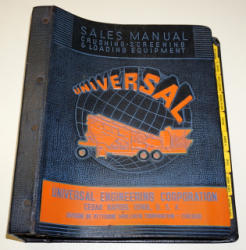 SALES MANUAL
CRUSHING-SCREENING
& LOADING EQUIPMENT
UNIVERSAL
UNIVERSAL ENGINEERING CORPORATION
CEDAR RAPIDS, IOWA, U. S. A.